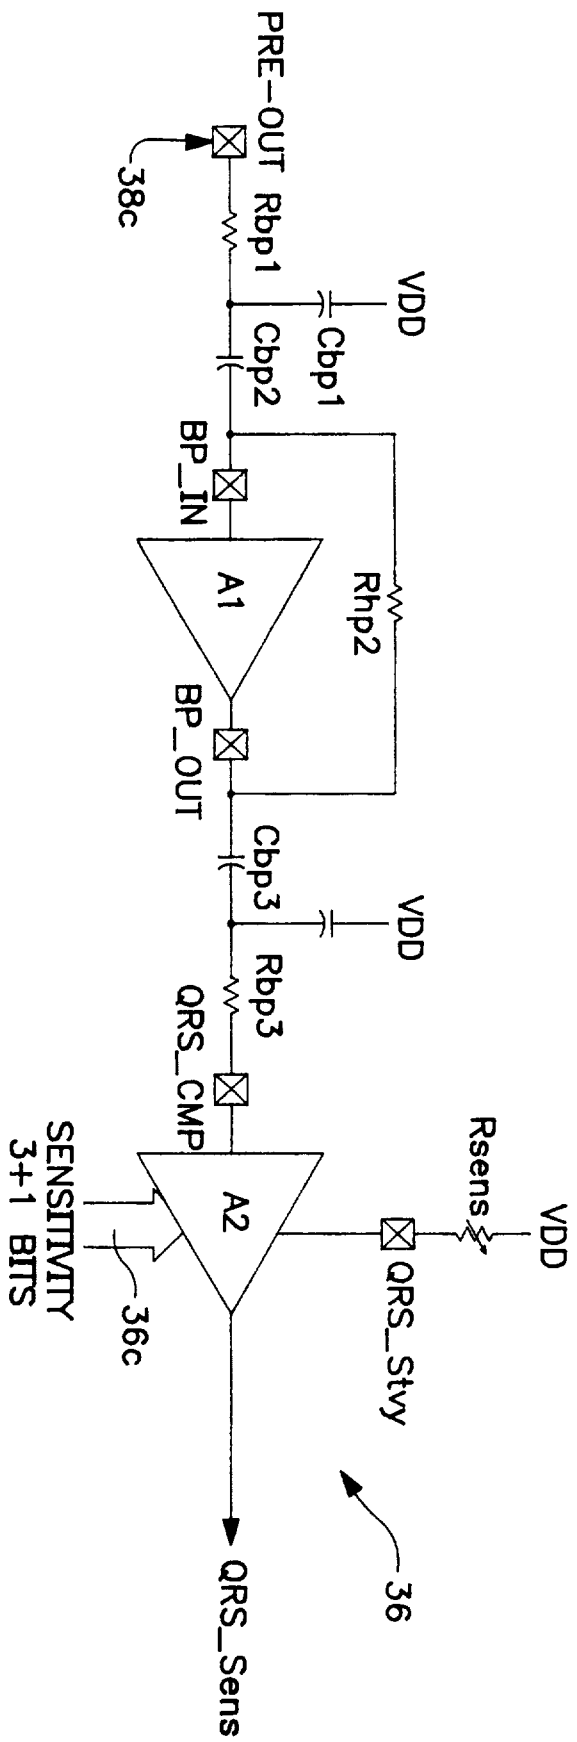 PRE-OUT
38c
Rbp1
VDD
Cbp1
Cbp2
BP_IN
A1
Rhp2
BP_OUT
Cbp3
VDD
Rbp3
QRS_CMP
A2
Rsens
VDD
QRS_Stvy
SENSITIVITY
3+1 BITS
36c
36
QRS_Sens